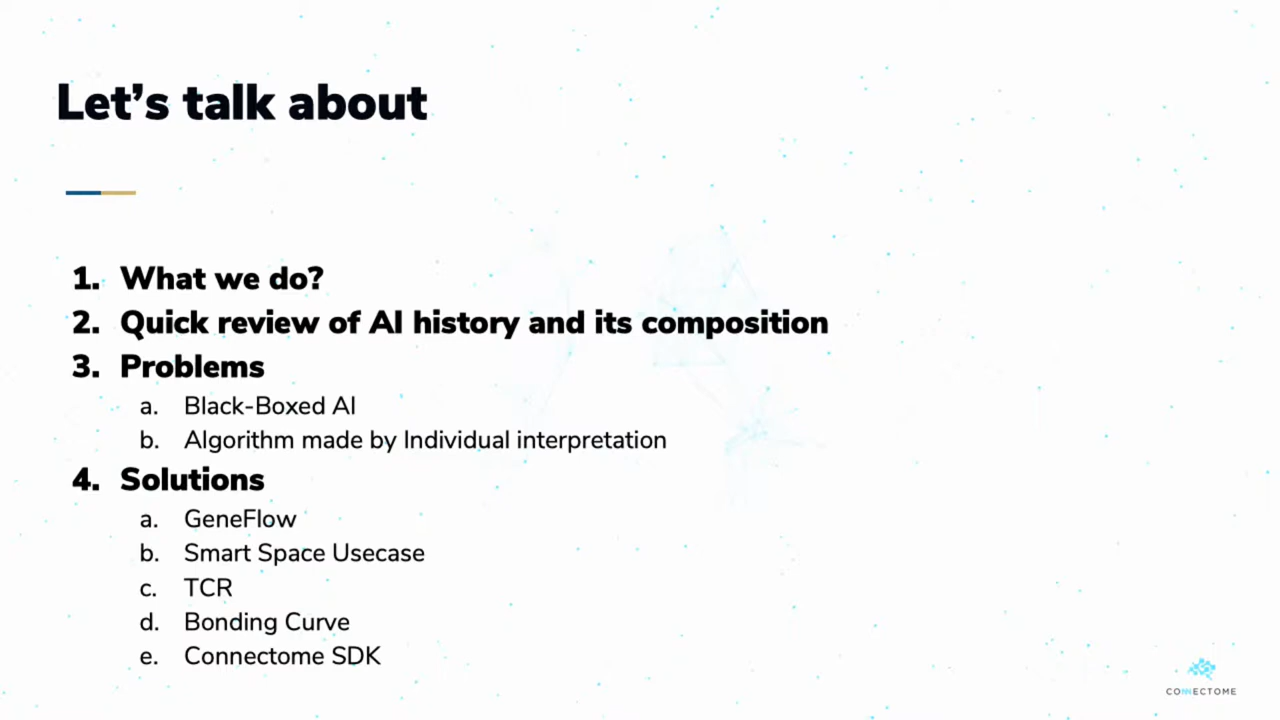 Let's talk about
1. What we do?
2. Quick review of AI history and its composition
3. Problems
a. Black-Boxed AI
b. Algorithm made by Individual interpretation
4. Solutions
a. GeneFlow
b. Smart Space Usecase
c. TCR
d. Bonding Curve
e. Connectome SDK
CONNECTOME